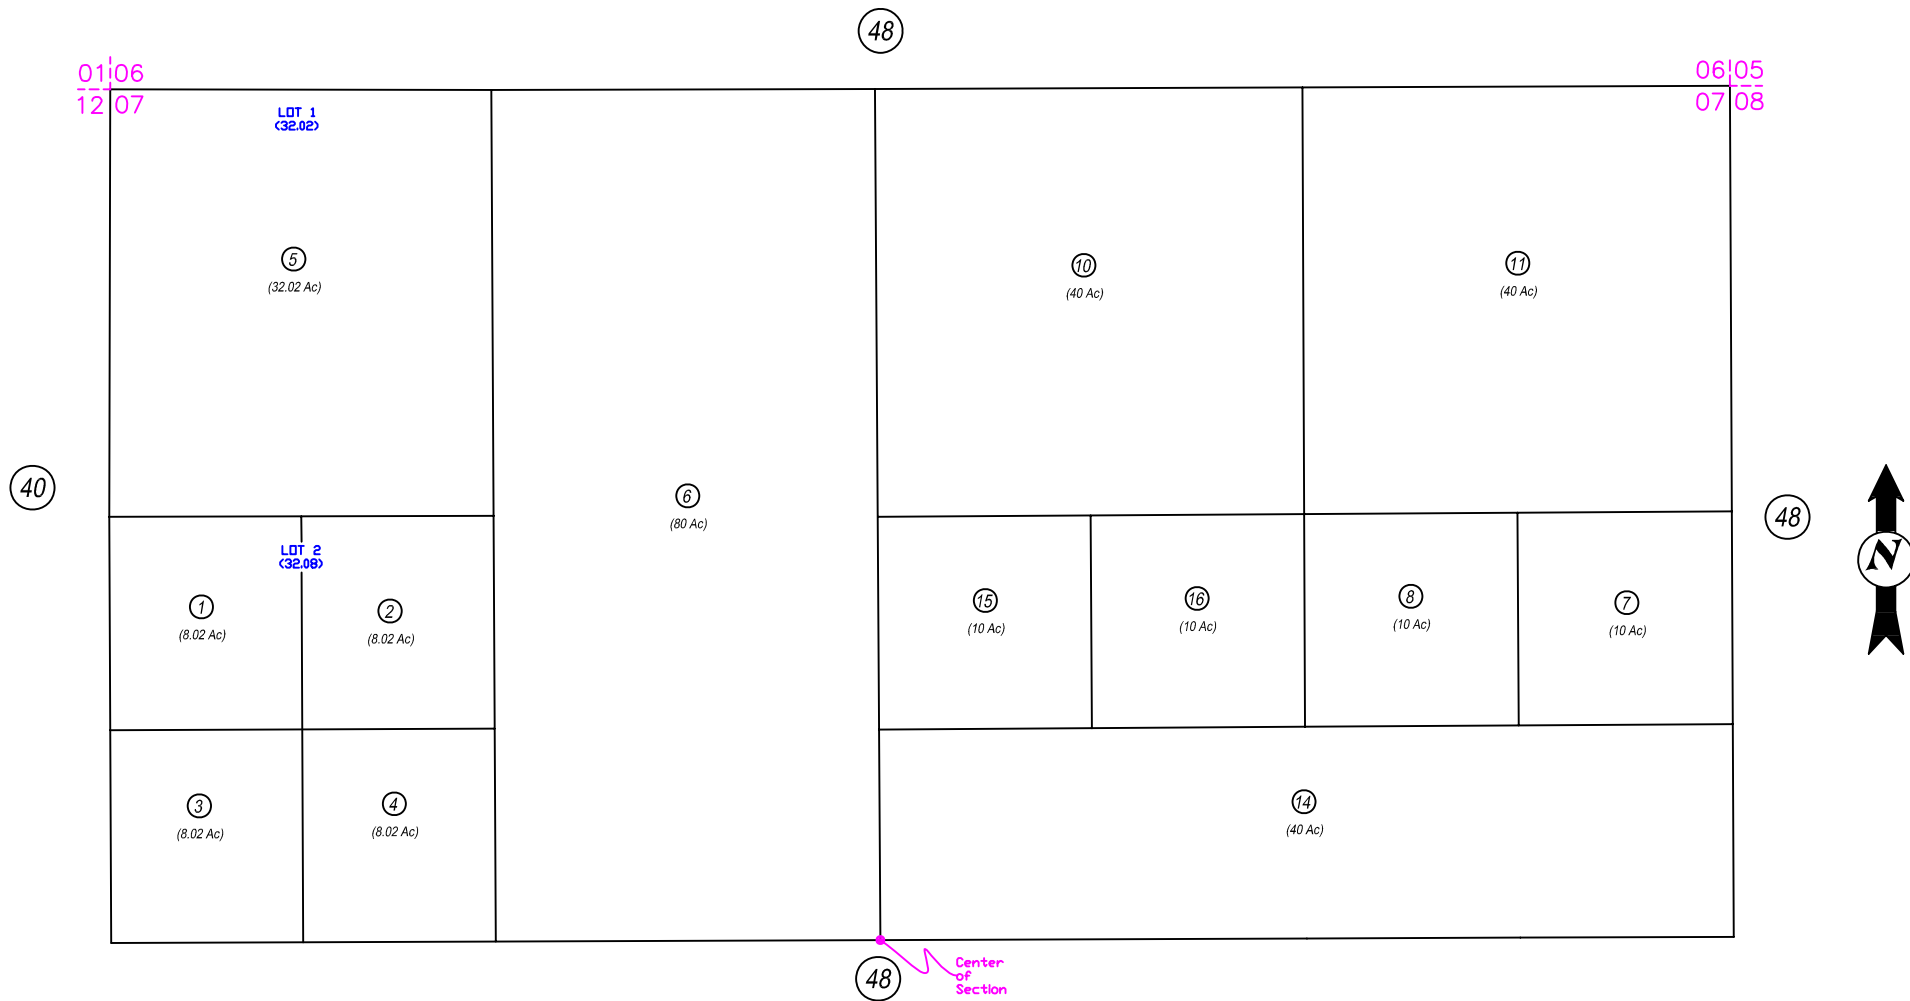 48
01 06
12 07
06 05
07 08
LOT 1
(32.02)
5
(32.02 Ac)
10
(40 Ac)
11
(40 Ac)
40
6
(80 Ac)
48
N
LOT 2
(32.08)
1
(8.02 Ac)
2
(8.02 Ac)
15
(10 Ac)
16
(10 Ac)
8
(10 Ac)
7
(10 Ac)
3
(8.02 Ac)
4
(8.02 Ac)
14
(40 Ac)
48
Center
of
Section